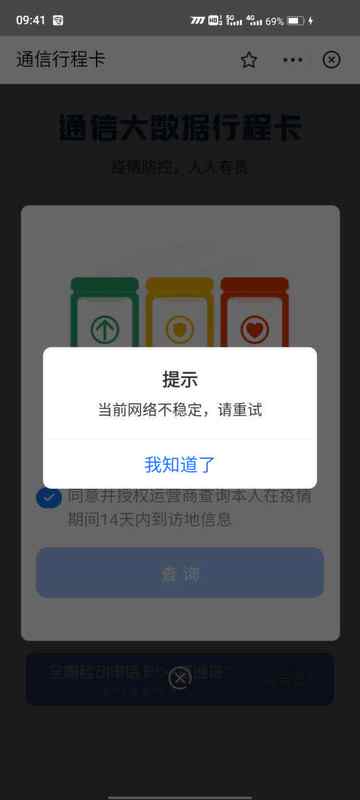 09:41
HD 5G 4G 69%
通信行程卡
通信大数据行程卡
疫情防控，人人有责
提示
当前网络不稳定，请重试
我知道了
同意并授权运营商查询本人在疫情
期间14天内到访地信息
查 询